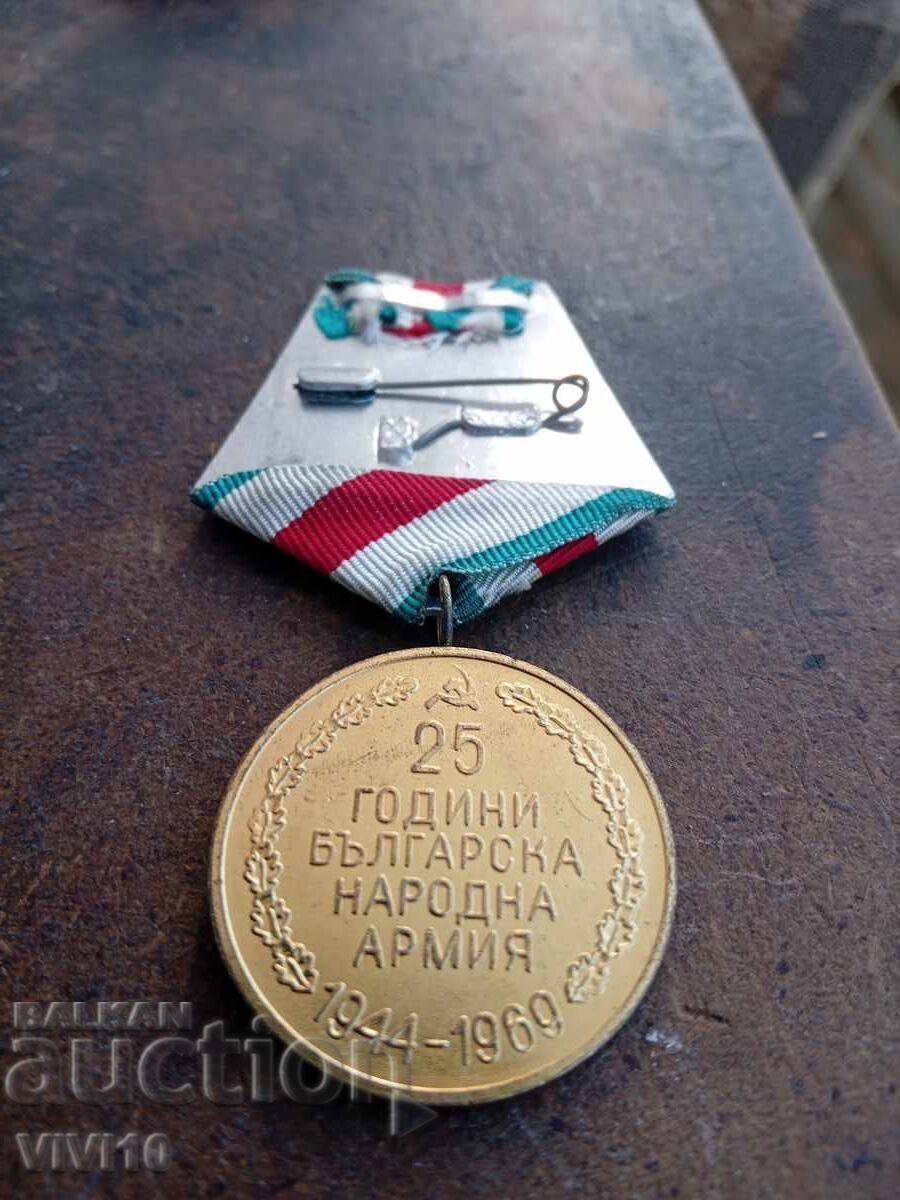 25
ГОДИНИ
БЪЛГАРСКА
НАРОДНА
АРМИЯ
1944-1969
BALKAN
auction
VIVI10